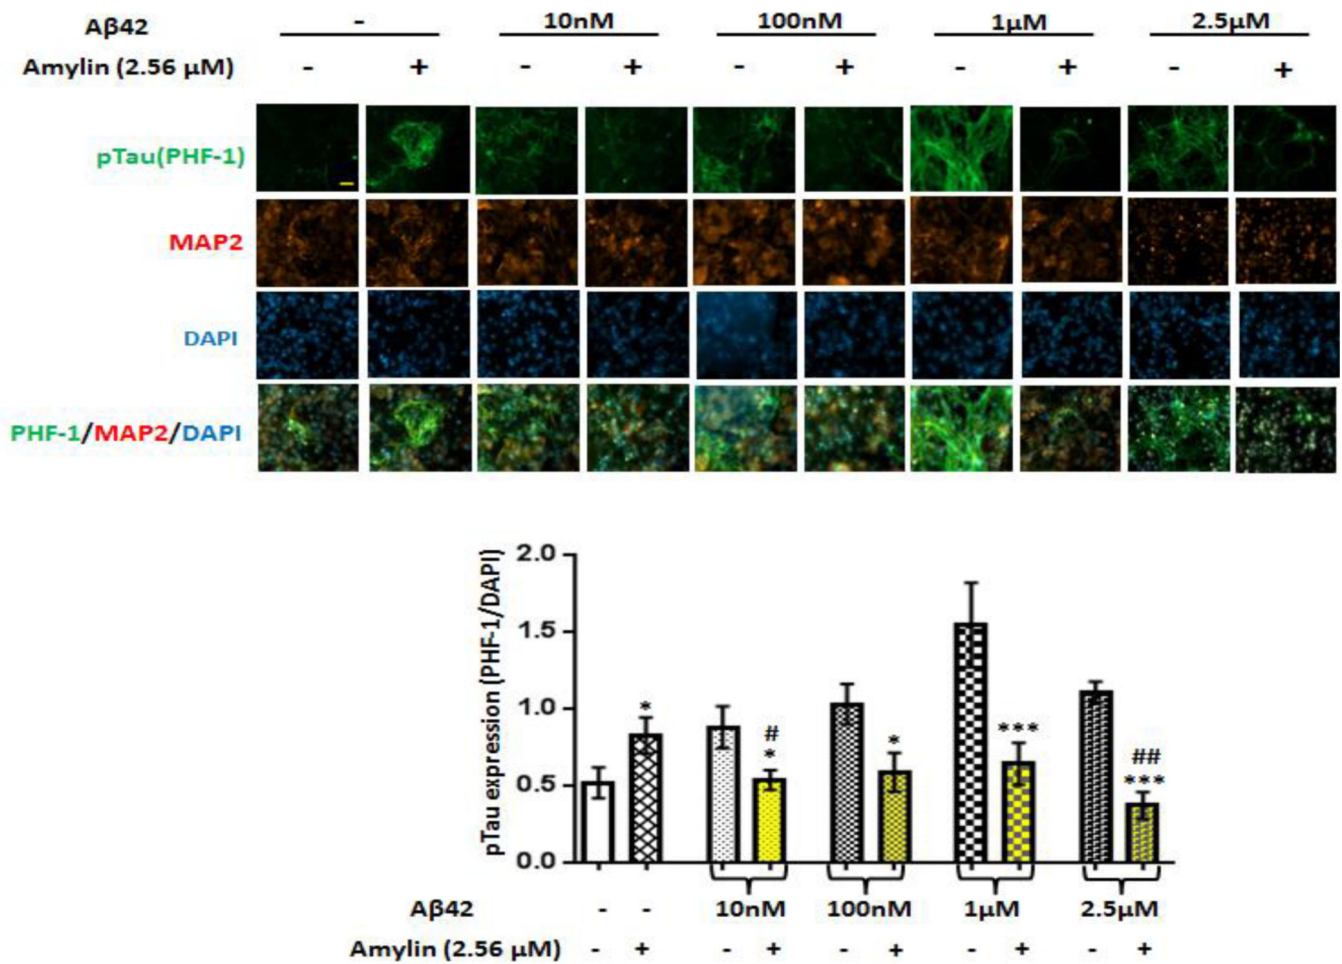 Aβ42 - 10nM 100nM 1µM 2.5µM
Amylin (2.56 µM) - + - + - + - + - +
pTau(PHF-1)
MAP2
DAPI
PHF-1/MAP2/DAPI
pTau expression (PHF-1/DAPI)
2.0
1.5
1.0
0.5
0.0
*
#
*
*
***
##
***
Aβ42 - - 10nM 100nM 1µM 2.5µM
Amylin (2.56 µM) - + - + - + - + - +